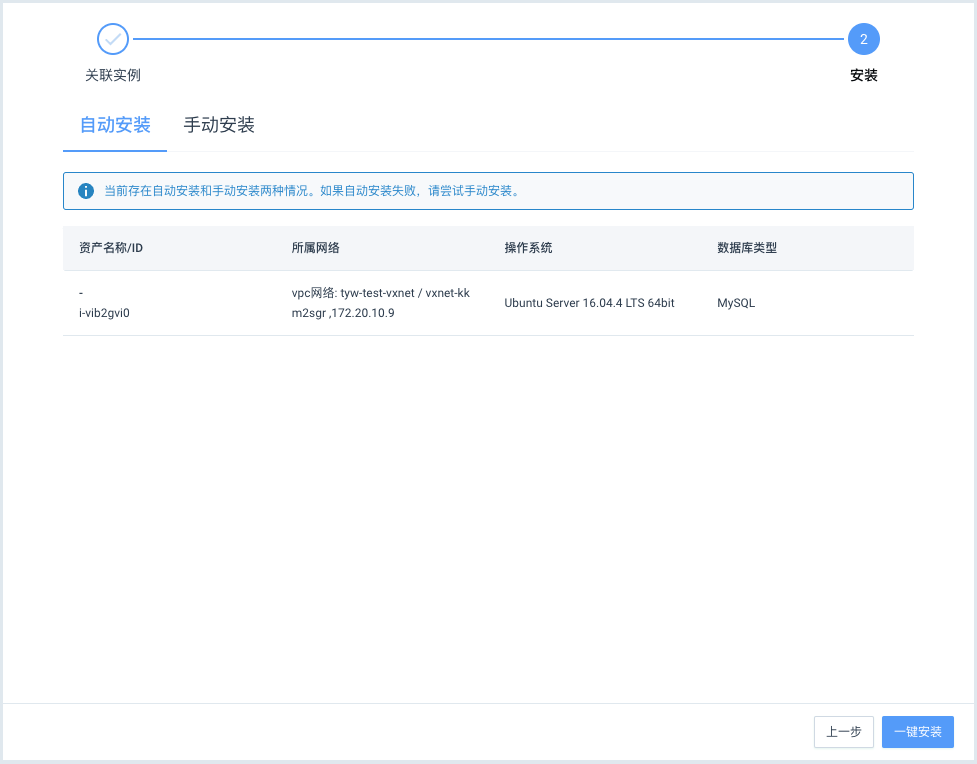 2
关联实例
安装
自动安装 手动安装
当前存在自动安装和手动安装两种情况。如果自动安装失败，请尝试手动安装。
资产名称/ID 所属网络 操作系统 数据库类型
-
i-vib2gvi0
vpc网络: tyw-test-vxnet / vxnet-kk
m2sgr ,172.20.10.9
Ubuntu Server 16.04.4 LTS 64bit
MySQL
上一步 一键安装